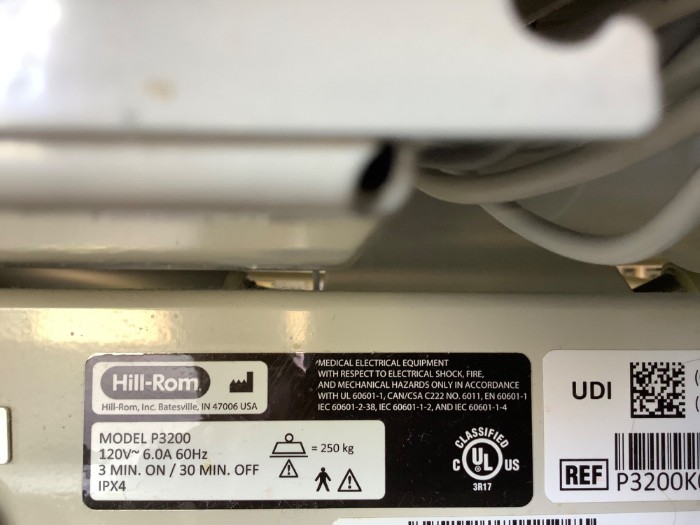 Hill-Rom
Hill-Rom, Inc. Batesville, IN 47006 USA
MODEL P3200
120V~ 6.0A 60Hz
3 MIN. ON / 30 MIN. OFF
IPX4
= 250 kg
MEDICAL ELECTRICAL EQUIPMENT
WITH RESPECT TO ELECTRICAL SHOCK, FIRE,
AND MECHANICAL HAZARDS ONLY IN ACCORDANCE
WITH UL 60601-1, CAN/CSA C222 NO. 6011, EN 60601-1
IEC 60601-2-38, IEC 60601-1-2, AND IEC 60601-1-4
CLASSIFIED
C UL US
3R17
UDI
REF P3200K